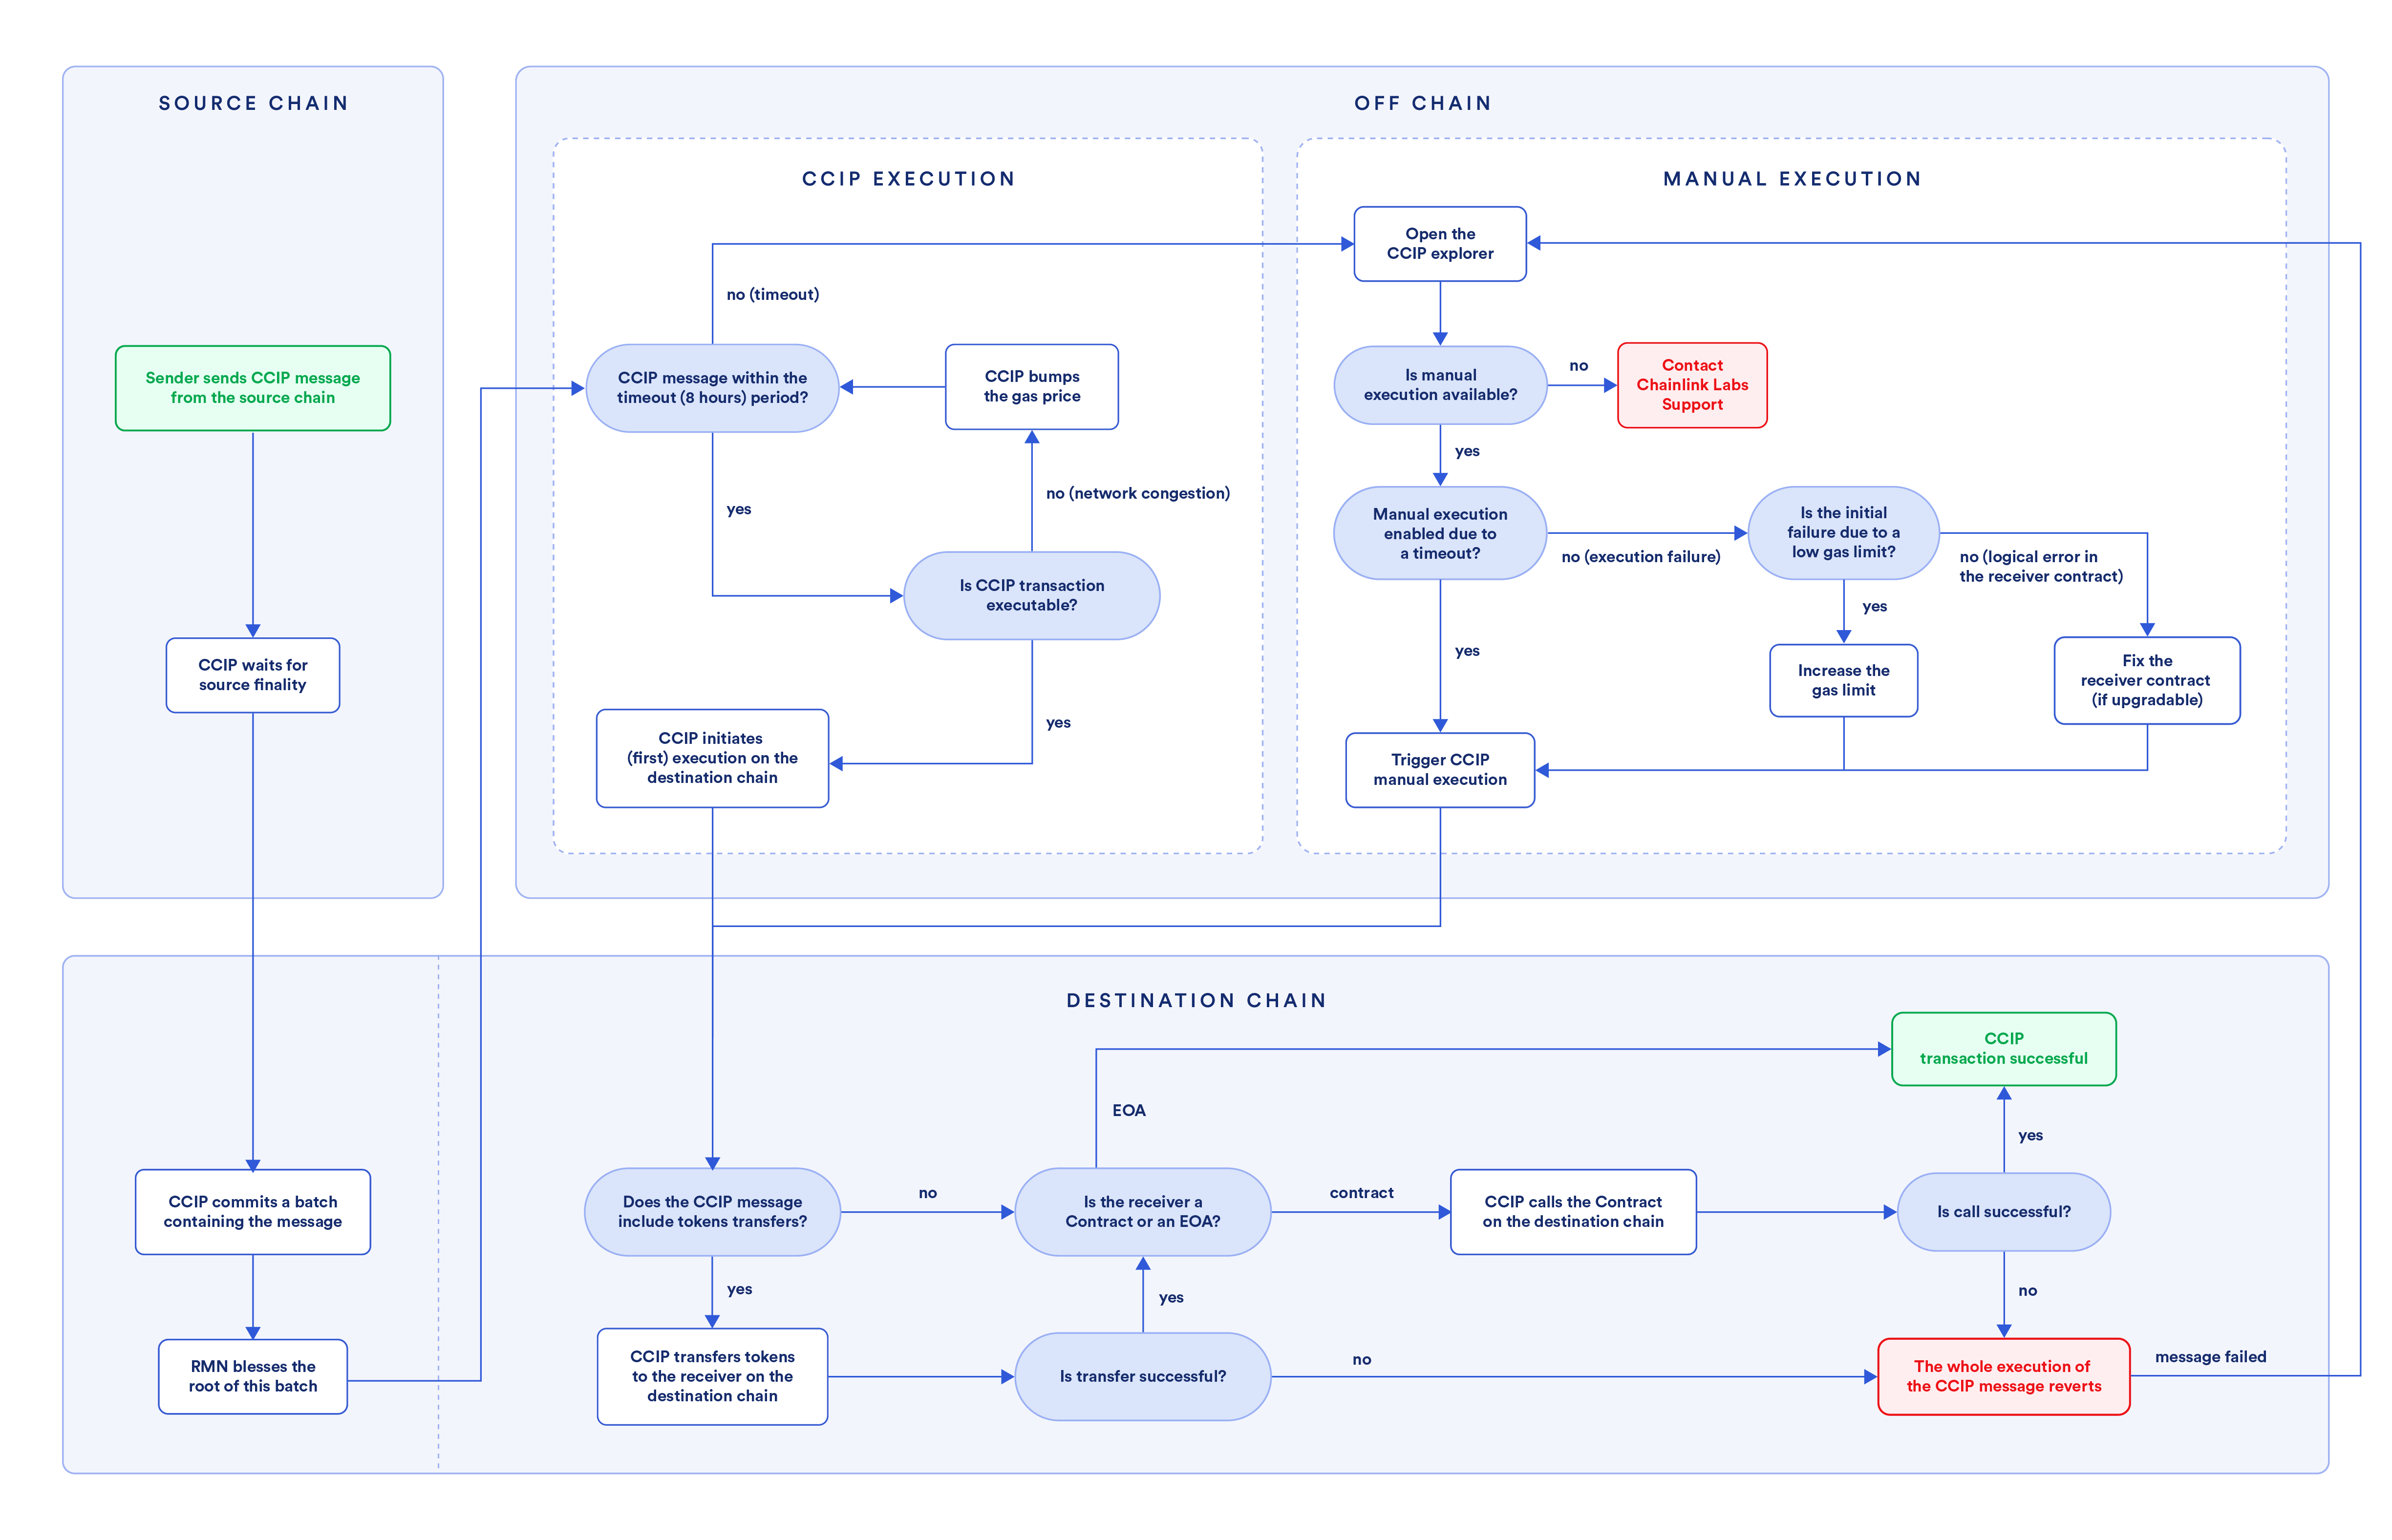 SOURCE CHAIN
Sender sends CCIP message
from the source chain
CCIP waits for
source finality
OFF CHAIN
CCIP EXECUTION
no (timeout)
CCIP message within the
timeout (8 hours) period?
CCIP bumps
the gas price
yes
no (network congestion)
Is CCIP transaction
executable?
yes
CCIP initiates
(first) execution on the
destination chain
MANUAL EXECUTION
Open the
CCIP explorer
Is manual
execution available?
no
Contact
Chainlink Labs
Support
yes
Manual execution
enabled due to
a timeout?
no (execution failure)
Is the initial
failure due to a
low gas limit?
no (logical error in
the receiver contract)
yes
yes
Increase the
gas limit
Fix the
receiver contract
(if upgradable)
Trigger CCIP
manual execution
DESTINATION CHAIN
CCIP commits a batch
containing the message
RMN blesses the
root of this batch
Does the CCIP message
include tokens transfers?
no
yes
CCIP transfers tokens
to the receiver on the
destination chain
Is the receiver a
Contract or an EOA?
EOA
contract
yes
Is transfer successful?
no
CCIP calls the Contract
on the destination chain
CCIP
transaction successful
yes
Is call successful?
no
The whole execution of
the CCIP message reverts
message failed